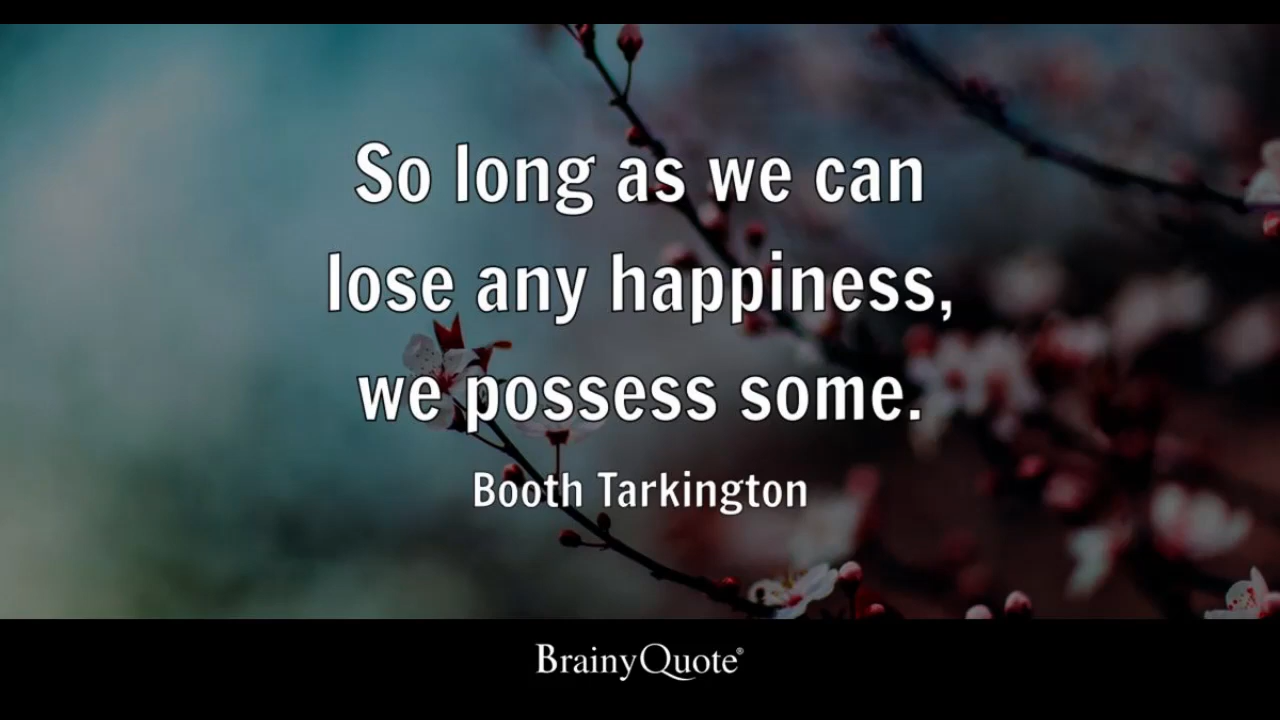 So long as we can
lose any happiness,
we possess some.
Booth Tarkington
BrainyQuote®